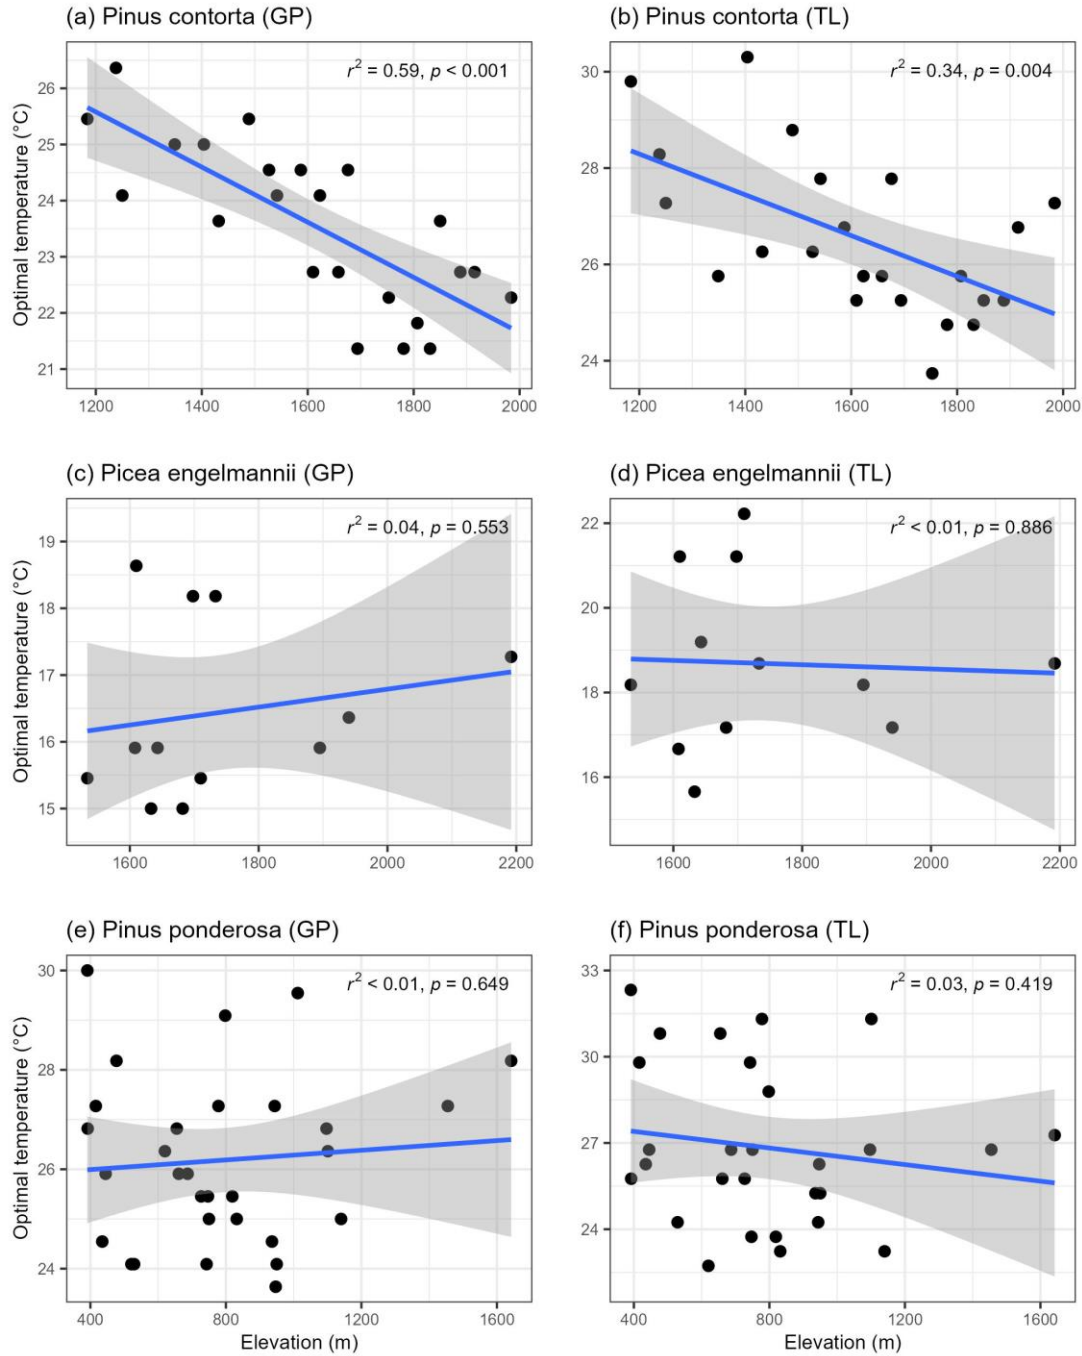 (a) Pinus contorta (GP)
(b) Pinus contorta (TL)
r² = 0.59, p < 0.001
r² = 0.34, p = 0.004
Optimal temperature (°C)
26
25
24
23
22
21
30
28
26
24
1200 1400 1600 1800 2000
1200 1400 1600 1800 2000
(c) Picea engelmannii (GP)
(d) Picea engelmannii (TL)
r² = 0.04, p = 0.553
r² < 0.01, p = 0.886
Optimal temperature (°C)
19
18
17
16
15
22
20
18
16
1600 1800 2000 2200
1600 1800 2000 2200
(e) Pinus ponderosa (GP)
(f) Pinus ponderosa (TL)
r² < 0.01, p = 0.649
r² = 0.03, p = 0.419
Optimal temperature (°C)
30
28
26
24
33
30
27
24
400 800 1200 1600
400 800 1200 1600
Elevation (m)
Elevation (m)